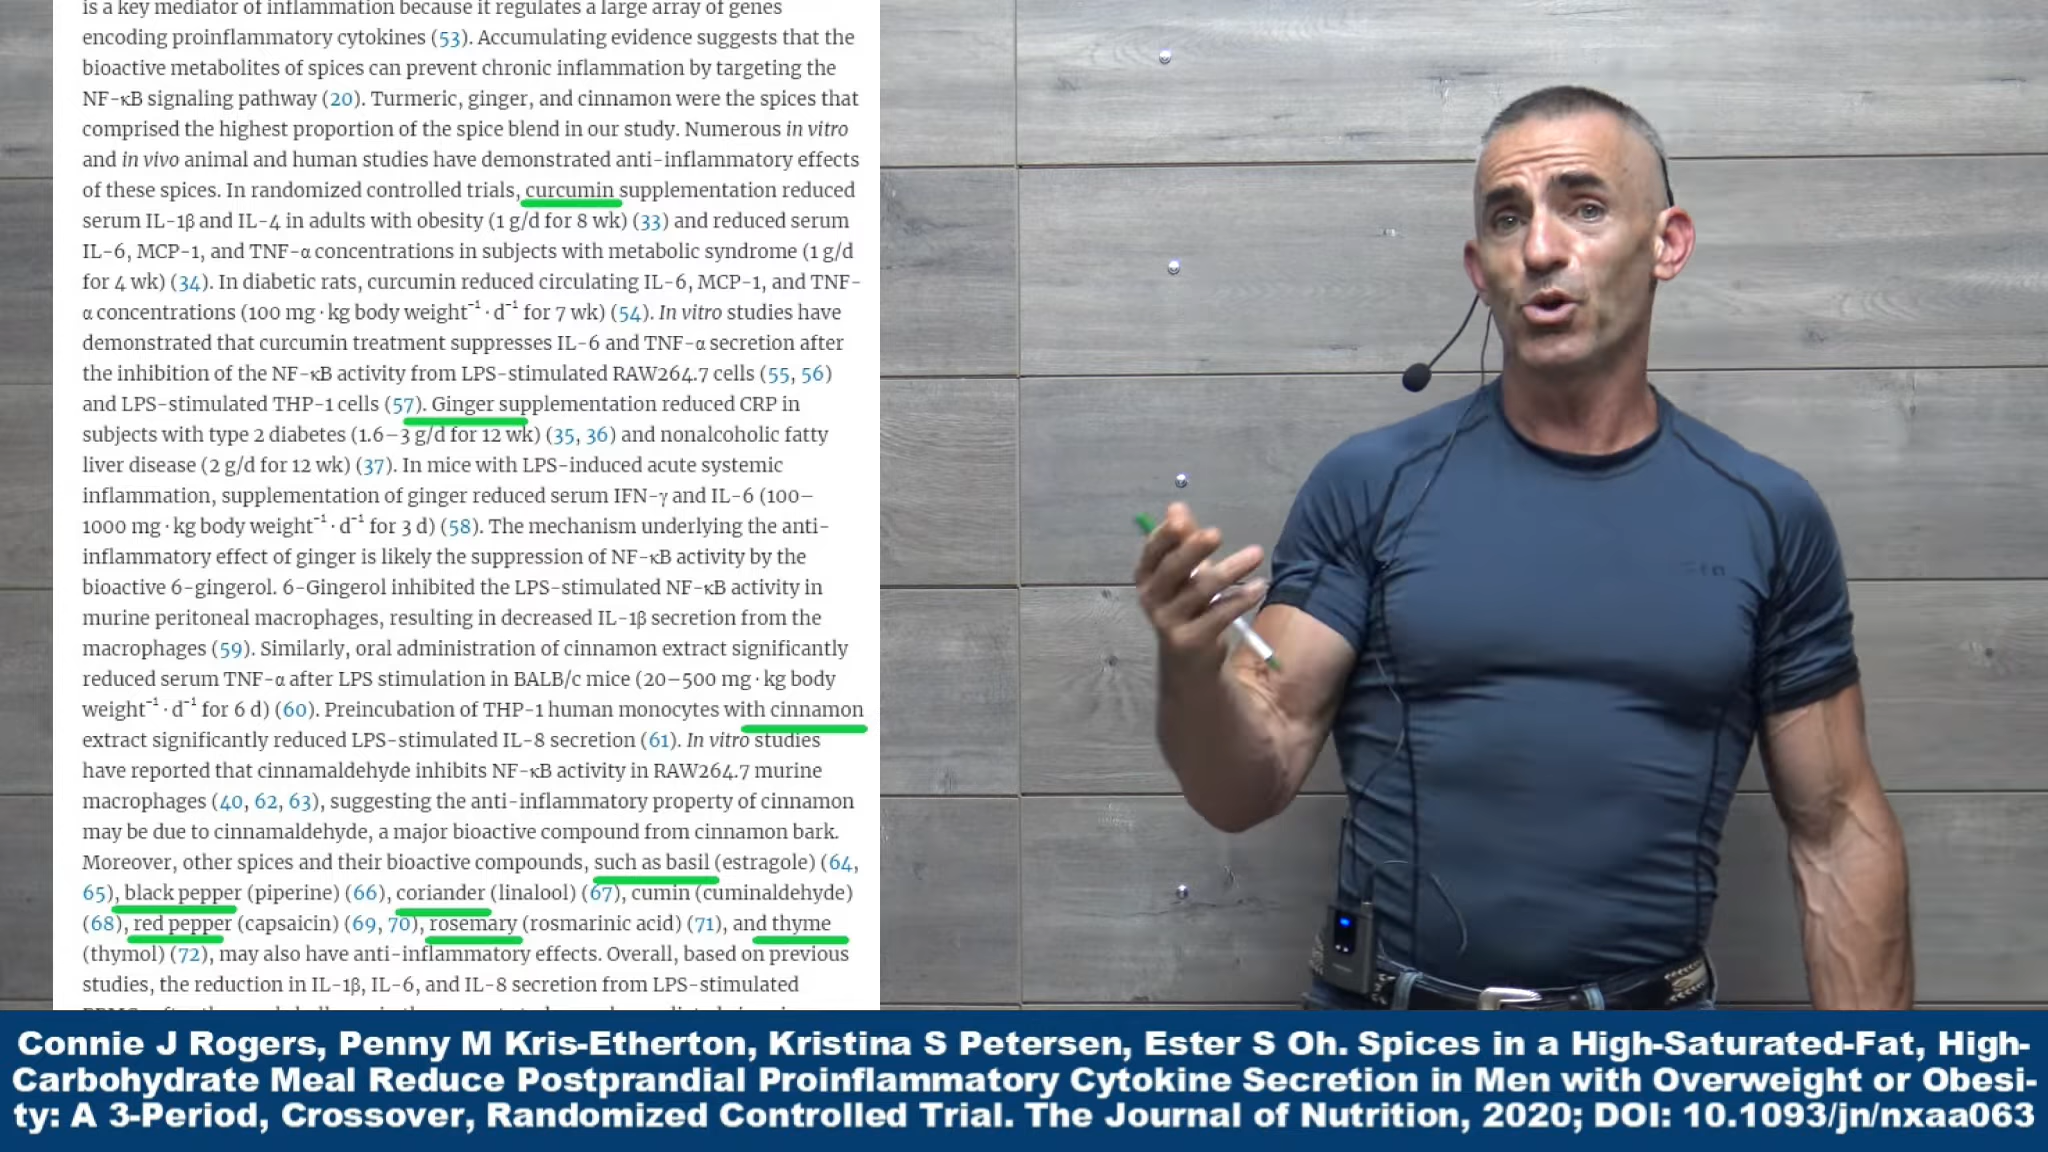 is a key mediator of inflammation because it regulates a large array of genes
encoding proinflammatory cytokines (53). Accumulating evidence suggests that the
bioactive metabolites of spices can prevent chronic inflammation by targeting the
NF-κB signaling pathway (20). Turmeric, ginger, and cinnamon were the spices that
comprised the highest proportion of the spice blend in our study. Numerous in vitro
and in vivo animal and human studies have demonstrated anti-inflammatory effects
of these spices. In randomized controlled trials, curcumin supplementation reduced
serum IL-1β and IL-4 in adults with obesity (1 g/d for 8 wk) (33) and reduced serum
IL-6, MCP-1, and TNF-α concentrations in subjects with metabolic syndrome (1 g/d
for 4 wk) (34). In diabetic rats, curcumin reduced circulating IL-6, MCP-1, and TNF-
α concentrations (100 mg · kg body weight⁻¹ · d⁻¹ for 7 wk) (54). In vitro studies have
demonstrated that curcumin treatment suppresses IL-6 and TNF-α secretion after
the inhibition of the NF-κB activity from LPS-stimulated RAW264.7 cells (55, 56)
and LPS-stimulated THP-1 cells (57). Ginger supplementation reduced CRP in
subjects with type 2 diabetes (1.6–3 g/d for 12 wk) (35, 36) and nonalcoholic fatty
liver disease (2 g/d for 12 wk) (37). In mice with LPS-induced acute systemic
inflammation, supplementation of ginger reduced serum IFN-γ and IL-6 (100–
1000 mg · kg body weight⁻¹ · d⁻¹ for 3 d) (58). The mechanism underlying the anti-
inflammatory effect of ginger is likely the suppression of NF-κB activity by the
bioactive 6-gingerol. 6-Gingerol inhibited the LPS-stimulated NF-κB activity in
murine peritoneal macrophages, resulting in decreased IL-1β secretion from the
macrophages (59). Similarly, oral administration of cinnamon extract significantly
reduced serum TNF-α after LPS stimulation in BALB/c mice (20–500 mg · kg body
weight⁻¹ · d⁻¹ for 6 d) (60). Preincubation of THP-1 human monocytes with cinnamon
extract significantly reduced LPS-stimulated IL-8 secretion (61). In vitro studies
have reported that cinnamaldehyde inhibits NF-κB activity in RAW264.7 murine
macrophages (40, 62, 63), suggesting the anti-inflammatory property of cinnamon
may be due to cinnamaldehyde, a major bioactive compound from cinnamon bark.
Moreover, other spices and their bioactive compounds, such as basil (estragole) (64,
65), black pepper (piperine) (66), coriander (linalool) (67), cumin (cuminaldehyde)
(68), red pepper (capsaicin) (69, 70), rosemary (rosmarinic acid) (71), and thyme
(thymol) (72), may also have anti-inflammatory effects. Overall, based on previous
studies, the reduction in IL-1β, IL-6, and IL-8 secretion from LPS-stimulated
Connie J Rogers, Penny M Kris-Etherton, Kristina S Petersen, Ester S Oh. Spices in a High-Saturated-Fat, High-
Carbohydrate Meal Reduce Postprandial Proinflammatory Cytokine Secretion in Men with Overweight or Obesi-
ty: A 3-Period, Crossover, Randomized Controlled Trial. The Journal of Nutrition, 2020; DOI: 10.1093/jn/nxaa063